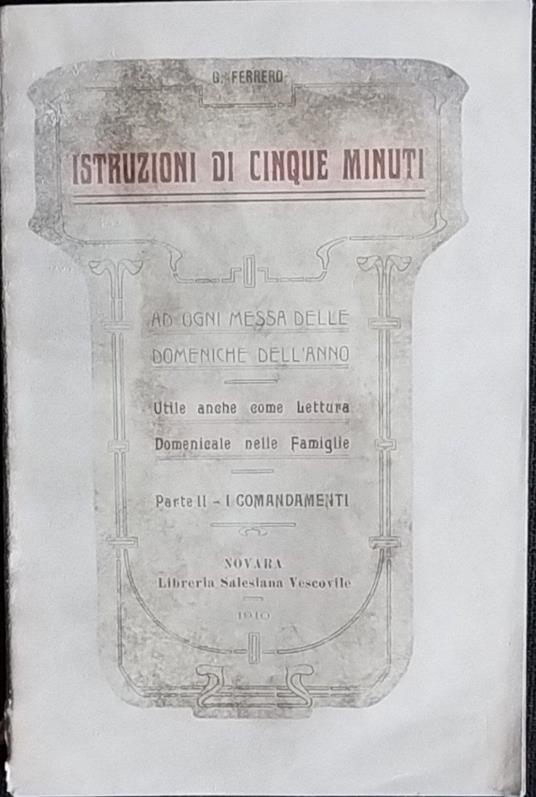 G. FERRERO
ISTRUZIONI DI CINQUE MINUTI
AD OGNI MESSA DELLE
DOMENICHE DELL'ANNO
Utile anche come Lettura
Domenicale nelle Famiglie
Parte II - I COMANDAMENTI
NOVARA
Libreria Salesiana Vescovile
1910